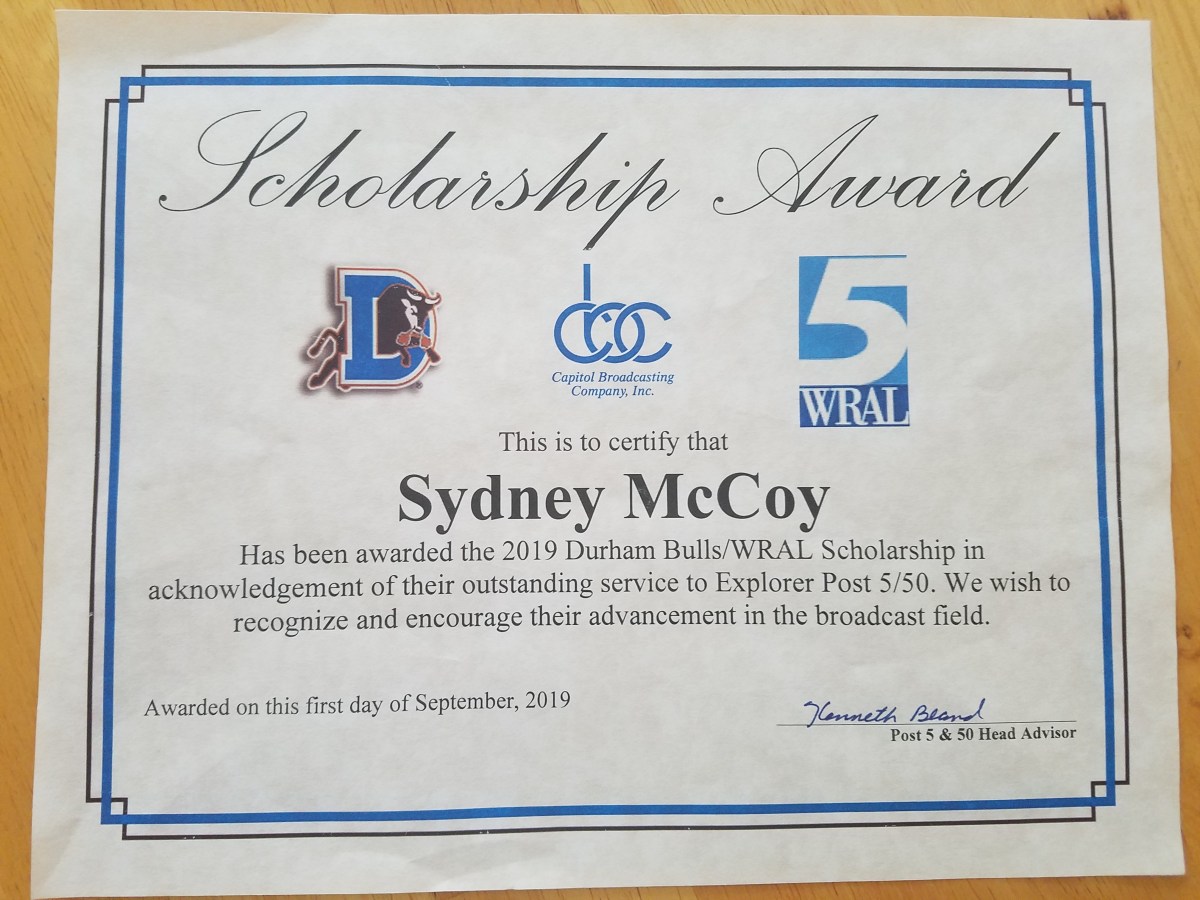 Scholarship Award
D
CBC
Capitol Broadcasting
Company, Inc.
5
WRAL
This is to certify that
Sydney McCoy
Has been awarded the 2019 Durham Bulls/WRAL Scholarship in
acknowledgement of their outstanding service to Explorer Post 5/50. We wish to
recognize and encourage their advancement in the broadcast field.
Awarded on this first day of September, 2019
Kenneth Bland
Post 5 & 50 Head Advisor